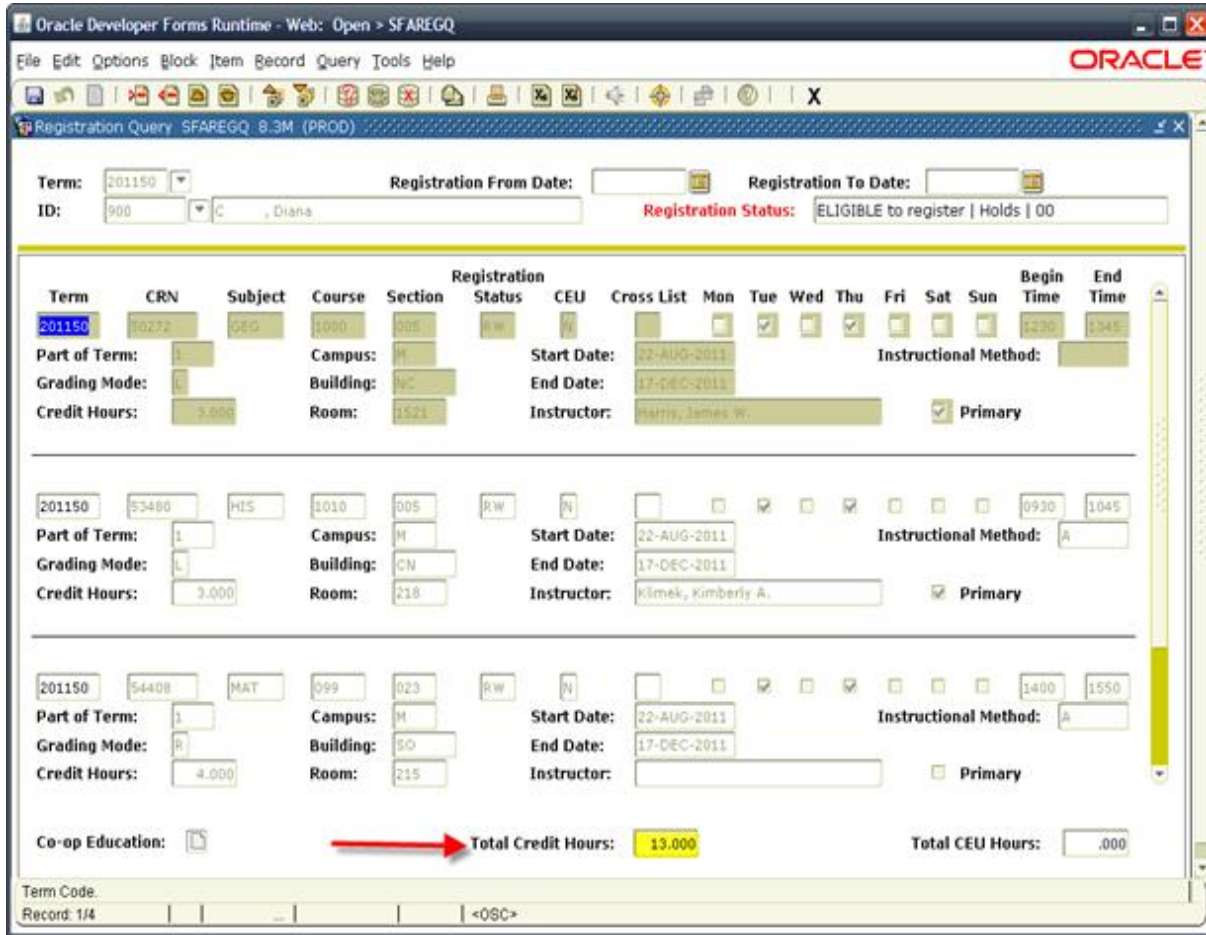 Oracle Developer Forms Runtime - Web: Open > SFAREGQ
File Edit Options Block Item Record Query Tools Help ORACLE
X
Registration Query SFAREGQ 8.3M (PROD)
Term: 201150 Registration From Date: Registration To Date:
ID: 900 C , Diana Registration Status: ELIGIBLE to register | Holds | 00
Registration Begin End
Term CRN Subject Course Section Status CEU Cross List Mon Tue Wed Thu Fri Sat Sun Time Time
201150 50272 GEG 1000 005 RW N 1230 1345
Part of Term: 1 Campus: M Start Date: 22-AUG-2011 Instructional Method:
Grading Mode: L Building: NC End Date: 17-DEC-2011
Credit Hours: 3.000 Room: 1521 Instructor: Harris, James W. Primary
201150 53480 HIS 1010 005 RW N 0930 1045
Part of Term: 1 Campus: M Start Date: 22-AUG-2011 Instructional Method: A
Grading Mode: L Building: CN End Date: 17-DEC-2011
Credit Hours: 3.000 Room: 218 Instructor: Klimek, Kimberly A. Primary
201150 54408 MAT 099 023 RW N 1400 1550
Part of Term: 1 Campus: M Start Date: 22-AUG-2011 Instructional Method: A
Grading Mode: R Building: SO End Date: 17-DEC-2011
Credit Hours: 4.000 Room: 215 Instructor: Primary
Co-op Education: Total Credit Hours: 13.000 Total CEU Hours: .000
Term Code.
Record: 1/4 ... <OSC>